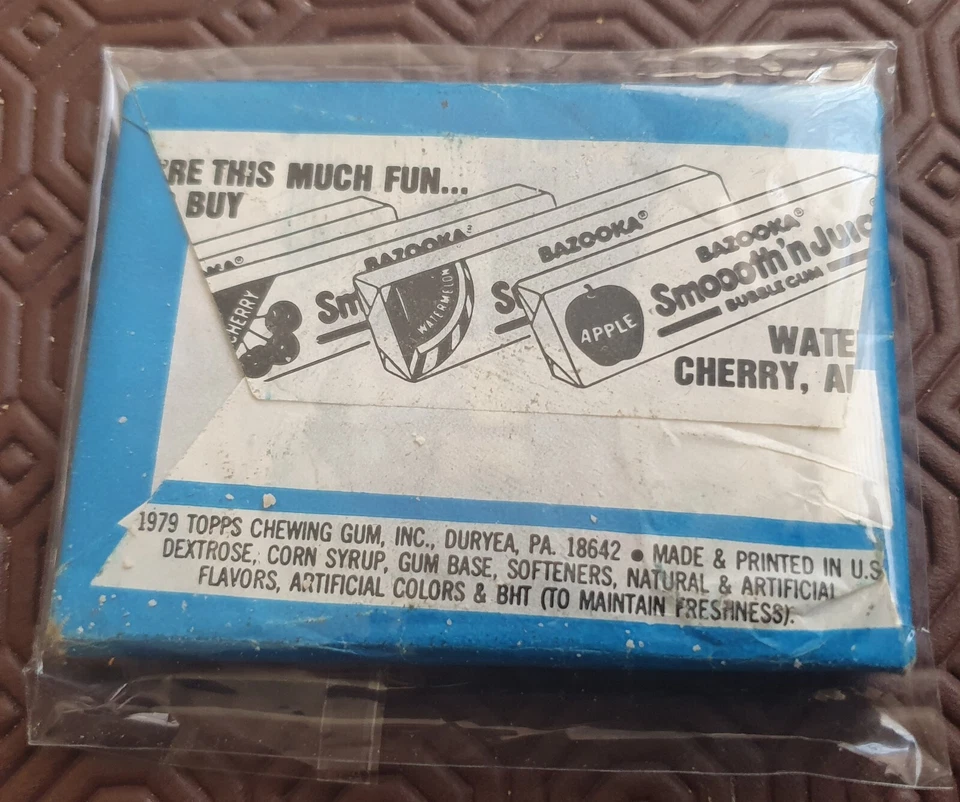 RE THIS MUCH FUN...
BUY
BAZOOKA®
BAZOOKA®
BAZOOKA®
Smoooth'n Juic
BUBBLE GUM
CHERRY
Sm
WATERMELON
S
APPLE
WATE
CHERRY, A
1979 TOPPS CHEWING GUM, INC., DURYEA, PA. 18642 ● MADE & PRINTED IN U.S
DEXTROSE, CORN SYRUP, GUM BASE, SOFTENERS, NATURAL & ARTIFICIAL
FLAVORS, ARTIFICIAL COLORS & BHT (TO MAINTAIN FRESHNESS).